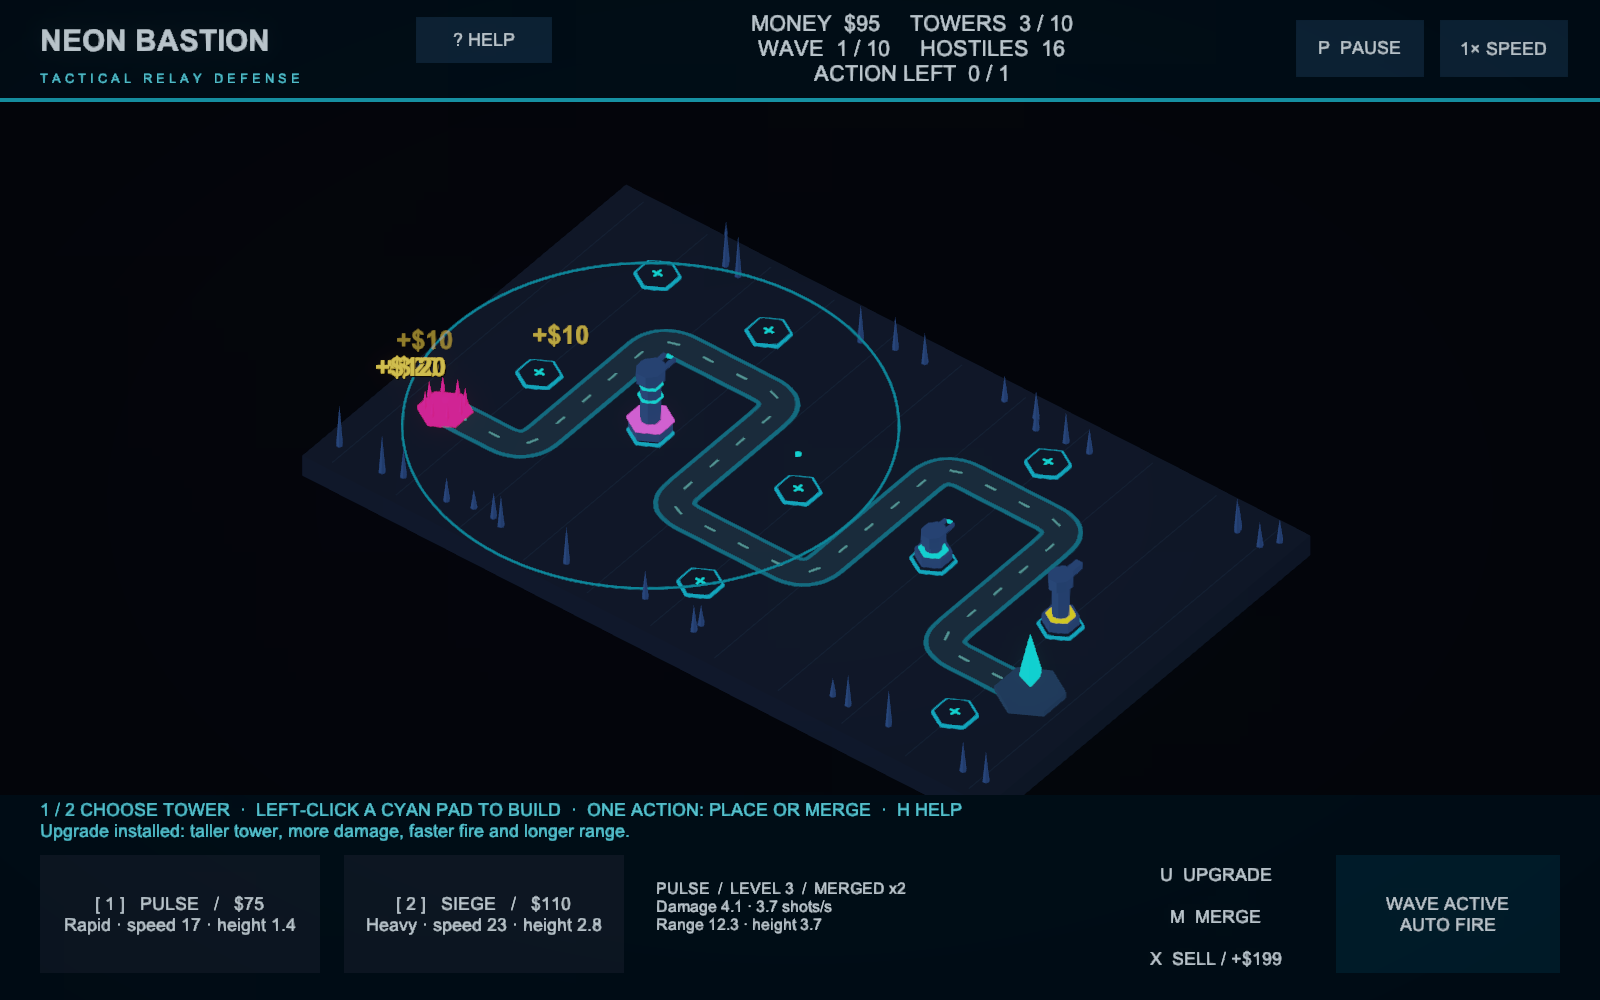 NEON BASTION
TACTICAL RELAY DEFENSE
? HELP
MONEY $95 TOWERS 3 / 10
WAVE 1 / 10 HOSTILES 16
ACTION LEFT 0 / 1
P PAUSE
1× SPEED
+$10
+$10
1 / 2 CHOOSE TOWER · LEFT-CLICK A CYAN PAD TO BUILD · ONE ACTION: PLACE OR MERGE · H HELP
Upgrade installed: taller tower, more damage, faster fire and longer range.
[ 1 ] PULSE / $75
Rapid · speed 17 · height 1.4
[ 2 ] SIEGE / $110
Heavy · speed 23 · height 2.8
PULSE / LEVEL 3 / MERGED x2
Damage 4.1 · 3.7 shots/s
Range 12.3 · height 3.7
U UPGRADE
M MERGE
X SELL / +$199
WAVE ACTIVE
AUTO FIRE